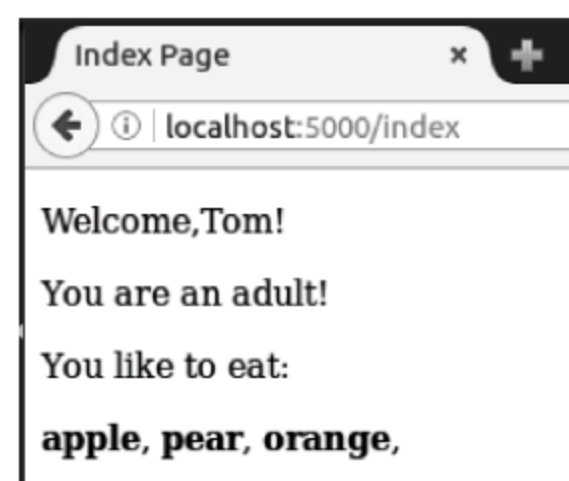 Index Page
localhost:5000/index
Welcome,Tom!
You are an adult!
You like to eat:
apple, pear, orange,